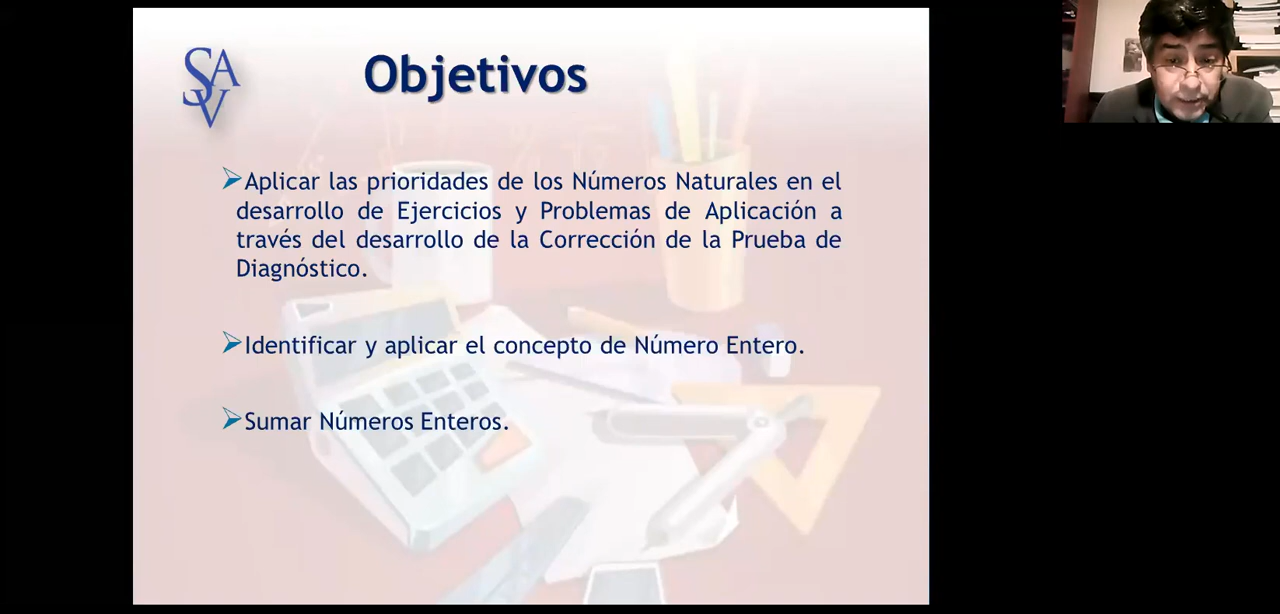 SAV
Objetivos
Aplicar las prioridades de los Números Naturales en el
desarrollo de Ejercicios y Problemas de Aplicación a
través del desarrollo de la Corrección de la Prueba de
Diagnóstico.
Identificar y aplicar el concepto de Número Entero.
Sumar Números Enteros.